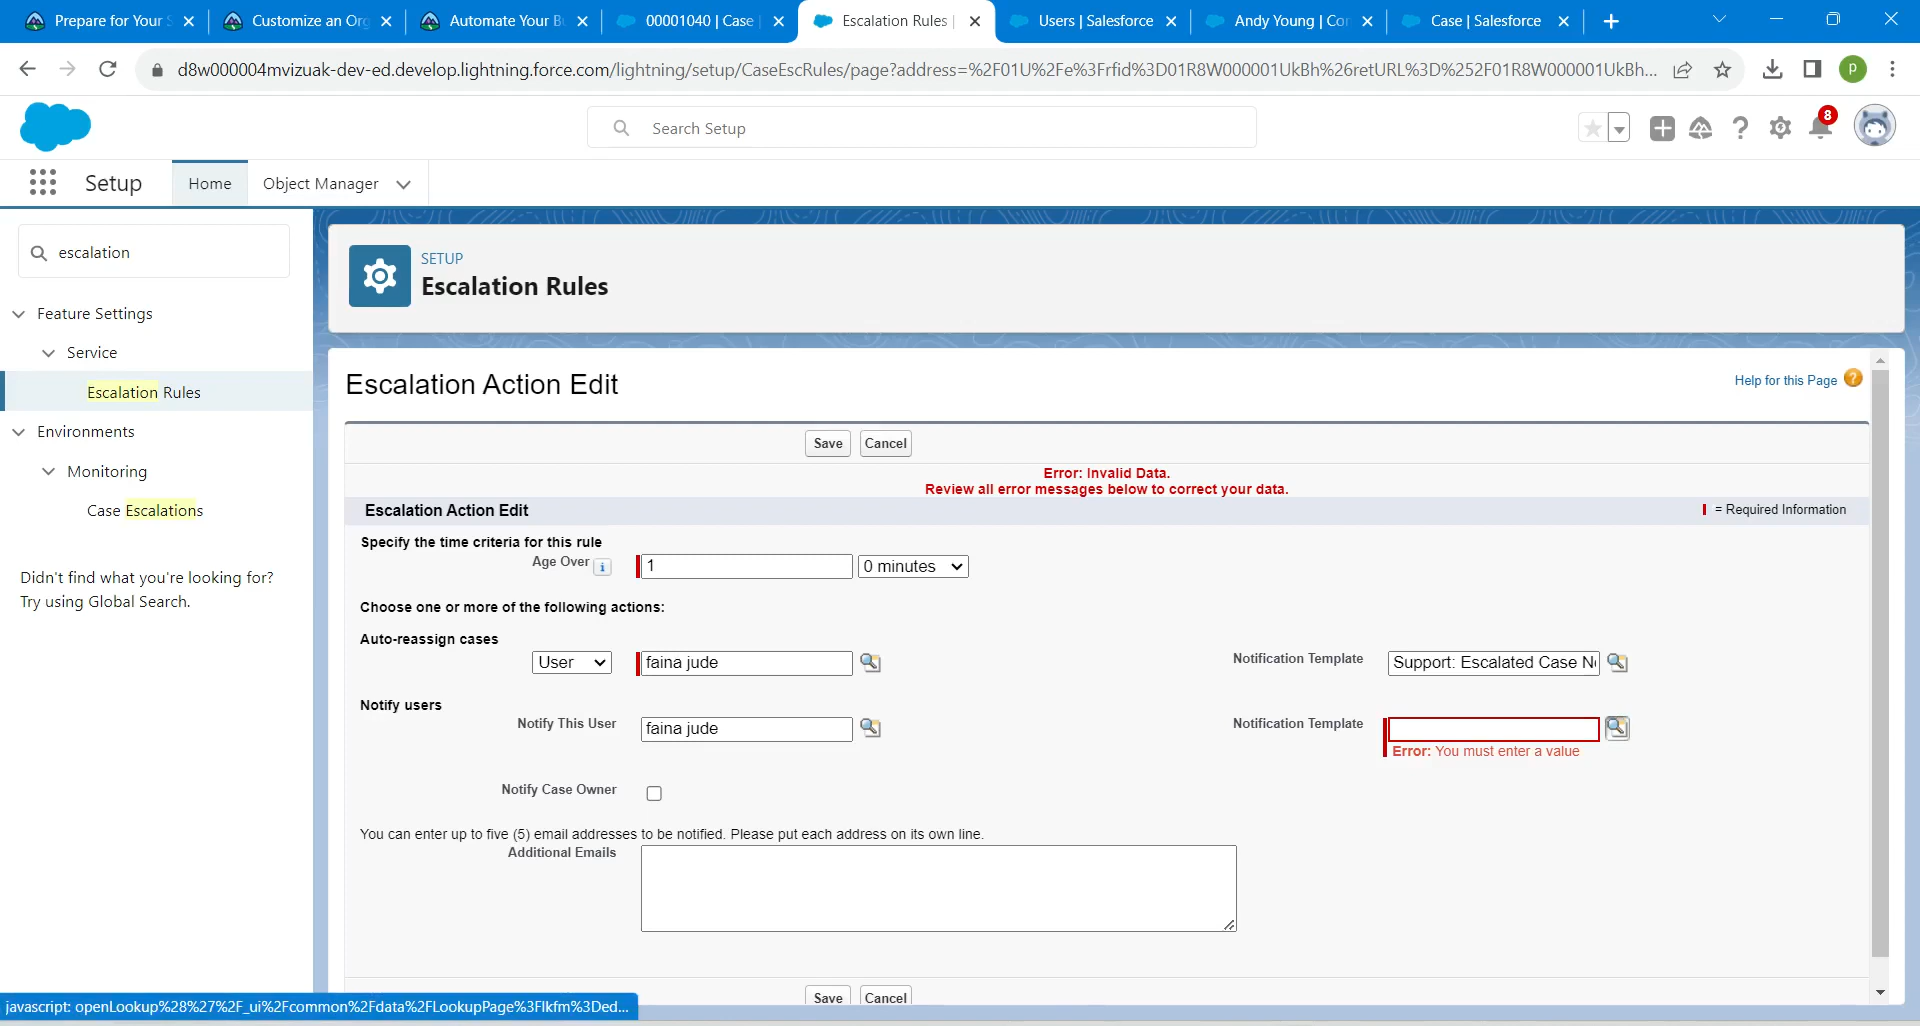 Prepare for Your S
Customize an Org
Automate Your Bu
00001040 | Case |
Escalation Rules |
Users | Salesforce
Andy Young | Con
Case | Salesforce
d8w000004mvizuak-dev-ed.develop.lightning.force.com/lightning/setup/CaseEscRules/page?address=%2F01U%2Fe%3Frfid%3D01R8W000001UkBh%26retURL%3D%252F01R8W000001UkBh...
P
Search Setup
8
Setup
Home
Object Manager
escalation
Feature Settings
Service
Escalation Rules
Environments
Monitoring
Case Escalations
Didn't find what you're looking for?
Try using Global Search.
SETUP
Escalation Rules
Escalation Action Edit
Help for this Page
Save
Cancel
Error: Invalid Data.
Review all error messages below to correct your data.
Escalation Action Edit
= Required Information
Specify the time criteria for this rule
Age Over
1
0 minutes
Choose one or more of the following actions:
Auto-reassign cases
User
faina jude
Notification Template
Support: Escalated Case N
Notify users
Notify This User
faina jude
Notification Template
Error: You must enter a value
Notify Case Owner
You can enter up to five (5) email addresses to be notified. Please put each address on its own line.
Additional Emails
Save
Cancel
javascript: openLookup%28%27%2F_ui%2Fcommon%2Fdata%2FLookupPage%3Flkfm%3Ded...